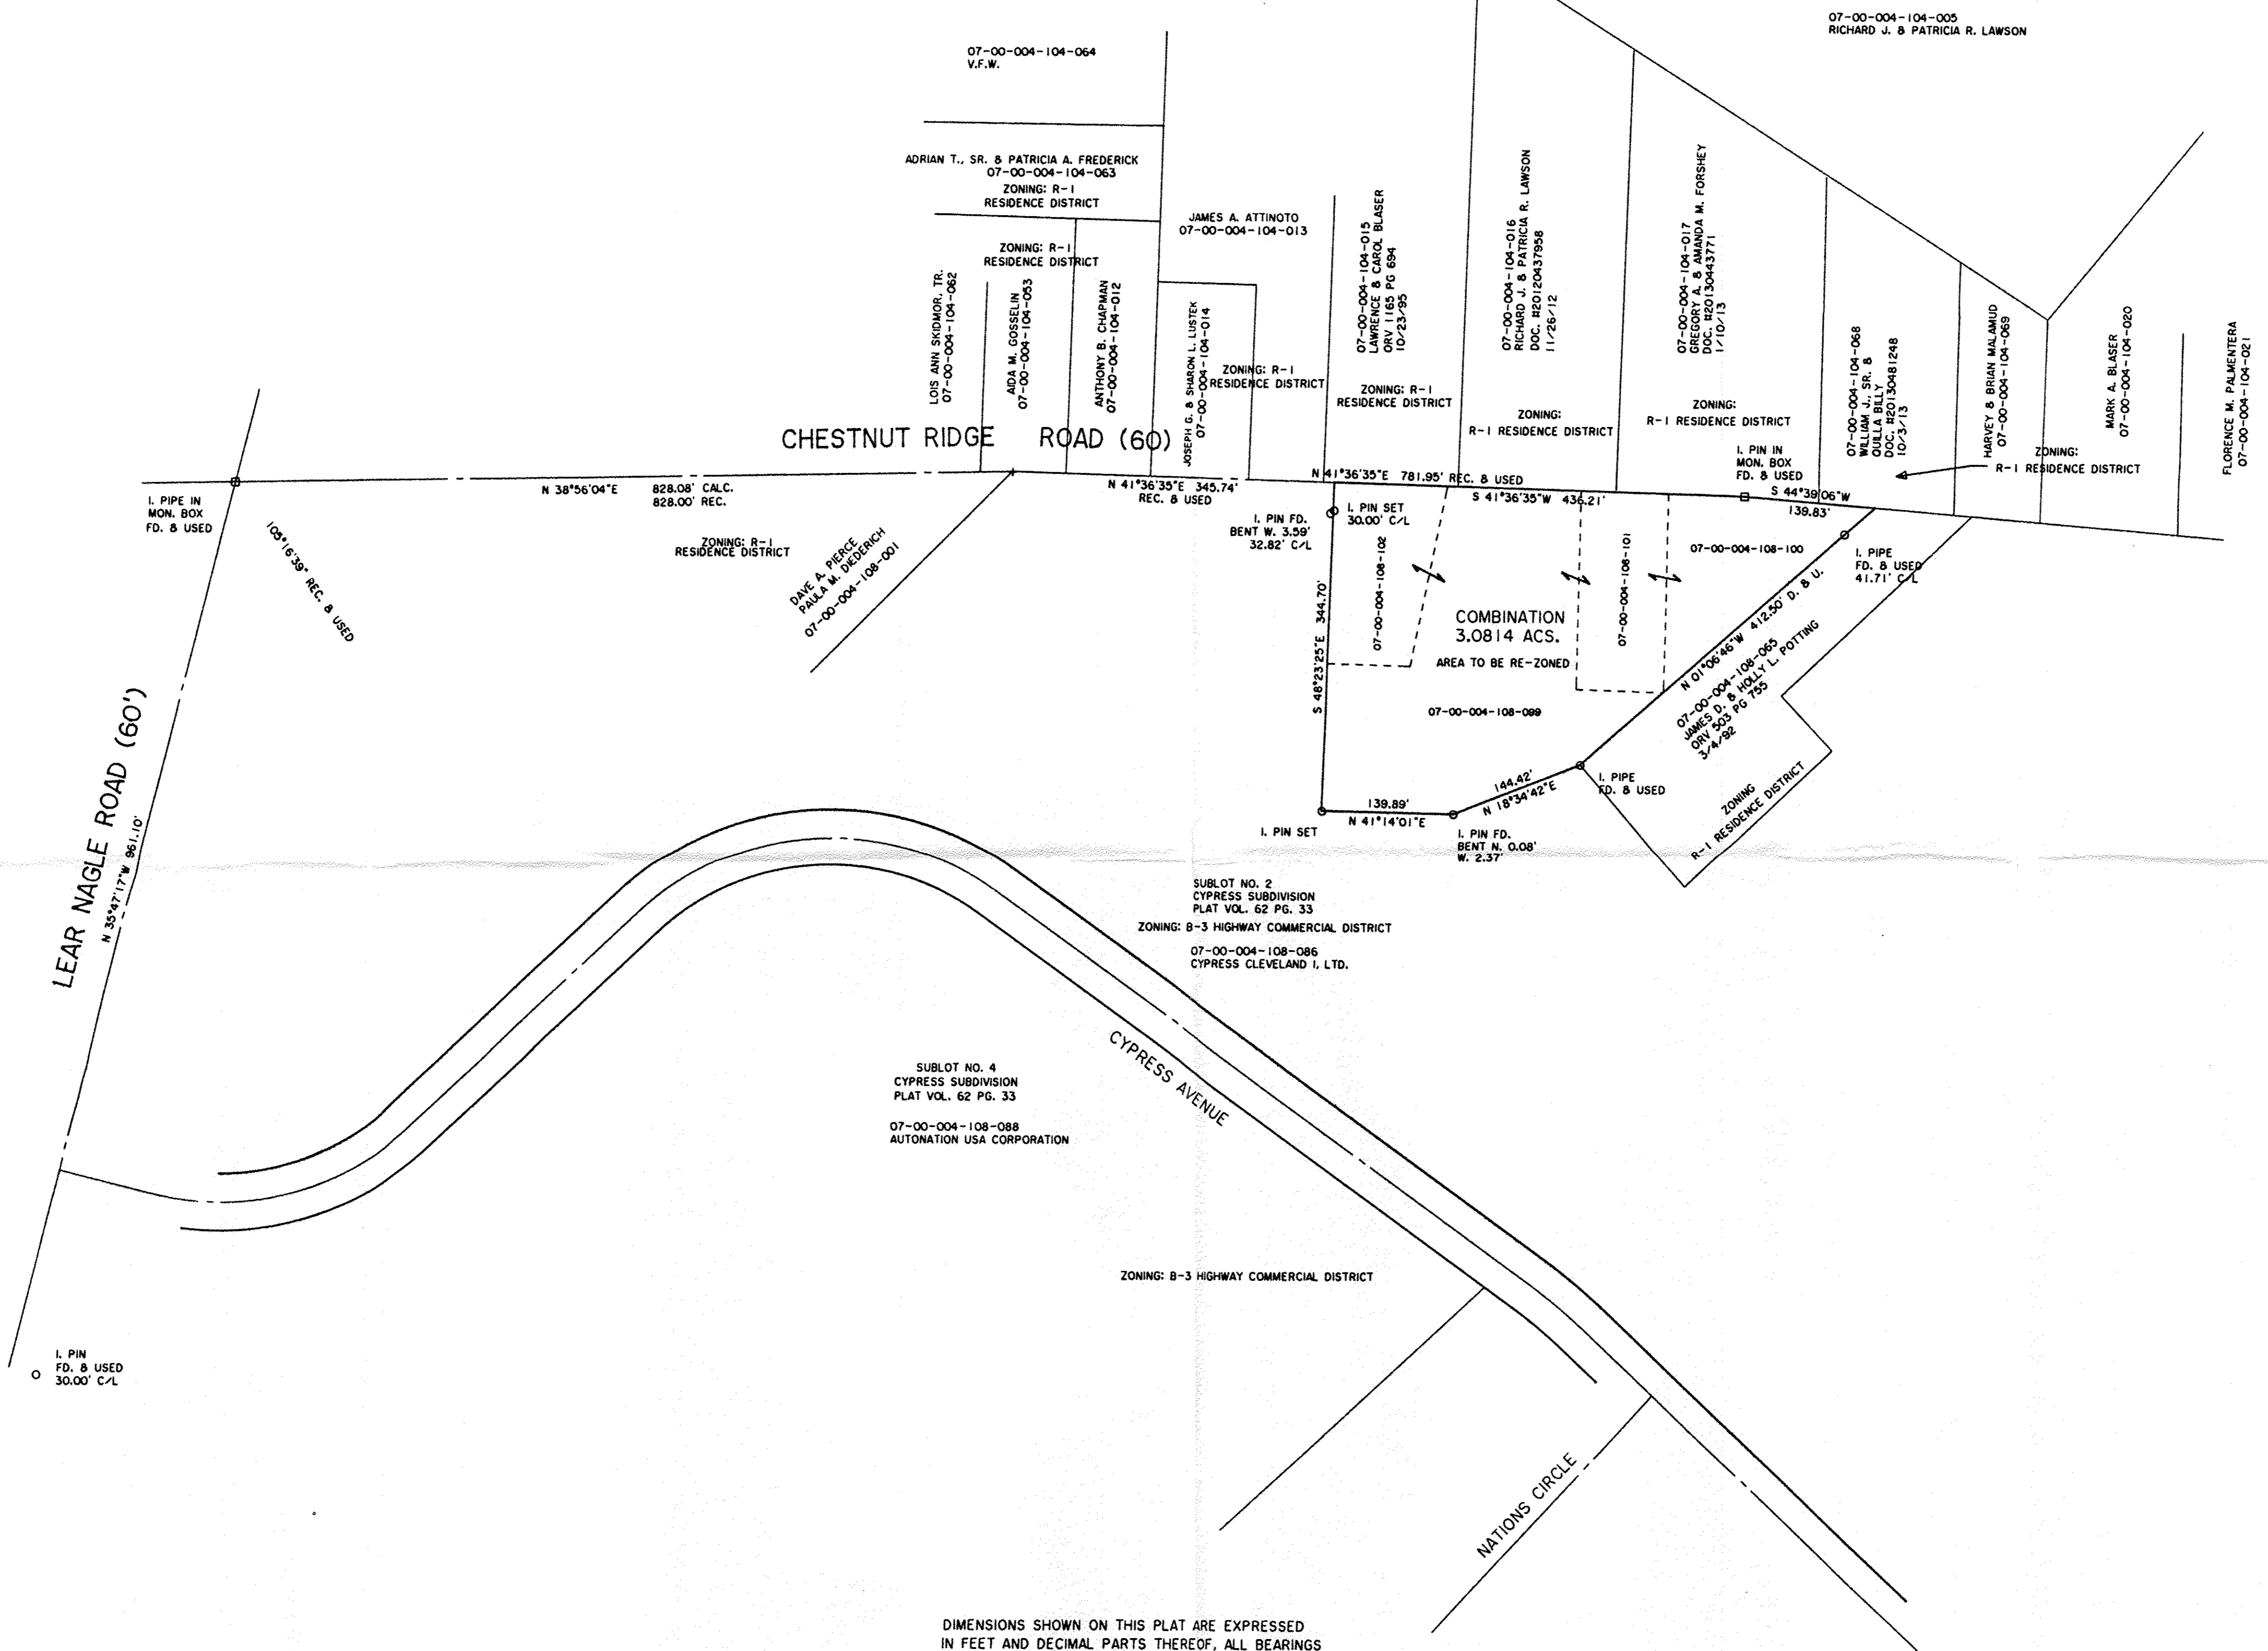 07-00-004-104-005
RICHARD J. & PATRICIA R. LAWSON
07-00-004-104-064
V.F.W.
ADRIAN T., SR. & PATRICIA A. FREDERICK
07-00-004-104-063
ZONING: R-1
RESIDENCE DISTRICT
ZONING: R-1
RESIDENCE DISTRICT
LOIS ANN SKIDMOR, TR.
07-00-004-104-062
AIDA M. GOSSELIN
07-00-004-104-053
ANTHONY B. CHAPMAN
07-00-004-104-012
JAMES A. ATTINOTO
07-00-004-104-013
JOSEPH G. & SHARON L. LUSTEK
07-00-004-104-014
ZONING: R-1
RESIDENCE DISTRICT
07-00-004-104-015
LAWRENCE & CAROL BLASER
ORV 1165 PG 694
10/23/95
ZONING: R-1
RESIDENCE DISTRICT
07-00-004-104-016
RICHARD J. & PATRICIA R. LAWSON
DOC. #20120437958
11/26/12
ZONING:
R-1 RESIDENCE DISTRICT
07-00-004-104-017
GREGORY A. & AMANDA M. FORSHEY
DOC. #20130443771
1/10/13
ZONING:
R-1 RESIDENCE DISTRICT
07-00-004-104-068
WILLIAM J., SR. &
OUILLA BILLY
DOC. #20130481248
10/3/13
HARVEY & BRIAN MALAMUD
07-00-004-104-069
ZONING:
R-1 RESIDENCE DISTRICT
MARK A. BLASER
07-00-004-104-020
FLORENCE M. PALMENTERA
07-00-004-104-021
CHESTNUT RIDGE ROAD (60)
I. PIPE IN
MON. BOX
FD. & USED
N 38°56'04"E 828.08' CALC.
828.00' REC.
N 41°36'35"E 345.74'
REC. & USED
N 41°36'35"E 781.95' REC. & USED
S 41°36'35"W 436.21'
I. PIN IN
MON. BOX
FD. & USED
S 44°39'06"W
139.83'
105°16'39" REC. & USED
ZONING: R-1
RESIDENCE DISTRICT
DAVE A. PIERCE
PAULA M. DIEDERICH
07-00-004-108-001
I. PIN FD.
BENT W. 3.59'
32.82' C/L
I. PIN SET
30.00' C/L
07-00-004-108-102
07-00-004-108-101
07-00-004-108-100
I. PIPE
FD. & USED
41.71' C/L
COMBINATION
3.0814 ACS.
AREA TO BE RE-ZONED
S 48°23'25"E 344.70'
07-00-004-108-099
N 01°06'46"W 412.50' D. & U.
07-00-004-108-065
JAMES D. & HOLLY L. POTTING
ORV 503 PG 755
3/4/92
ZONING
R-1 RESIDENCE DISTRICT
139.89'
N 41°14'01"E
144.42'
N 18°34'42"E
I. PIPE
FD. & USED
I. PIN SET
I. PIN FD.
BENT N. 0.08'
W. 2.37'
LEAR NAGLE ROAD (60')
N 35°47'17"W 961.10'
SUBLOT NO. 2
CYPRESS SUBDIVISION
PLAT VOL. 62 PG. 33
ZONING: B-3 HIGHWAY COMMERCIAL DISTRICT
07-00-004-108-086
CYPRESS CLEVELAND I, LTD.
CYPRESS AVENUE
SUBLOT NO. 4
CYPRESS SUBDIVISION
PLAT VOL. 62 PG. 33
07-00-004-108-088
AUTONATION USA CORPORATION
ZONING: B-3 HIGHWAY COMMERCIAL DISTRICT
I. PIN
FD. & USED
30.00' C/L
NATIONS CIRCLE
DIMENSIONS SHOWN ON THIS PLAT ARE EXPRESSED
IN FEET AND DECIMAL PARTS THEREOF, ALL BEARINGS